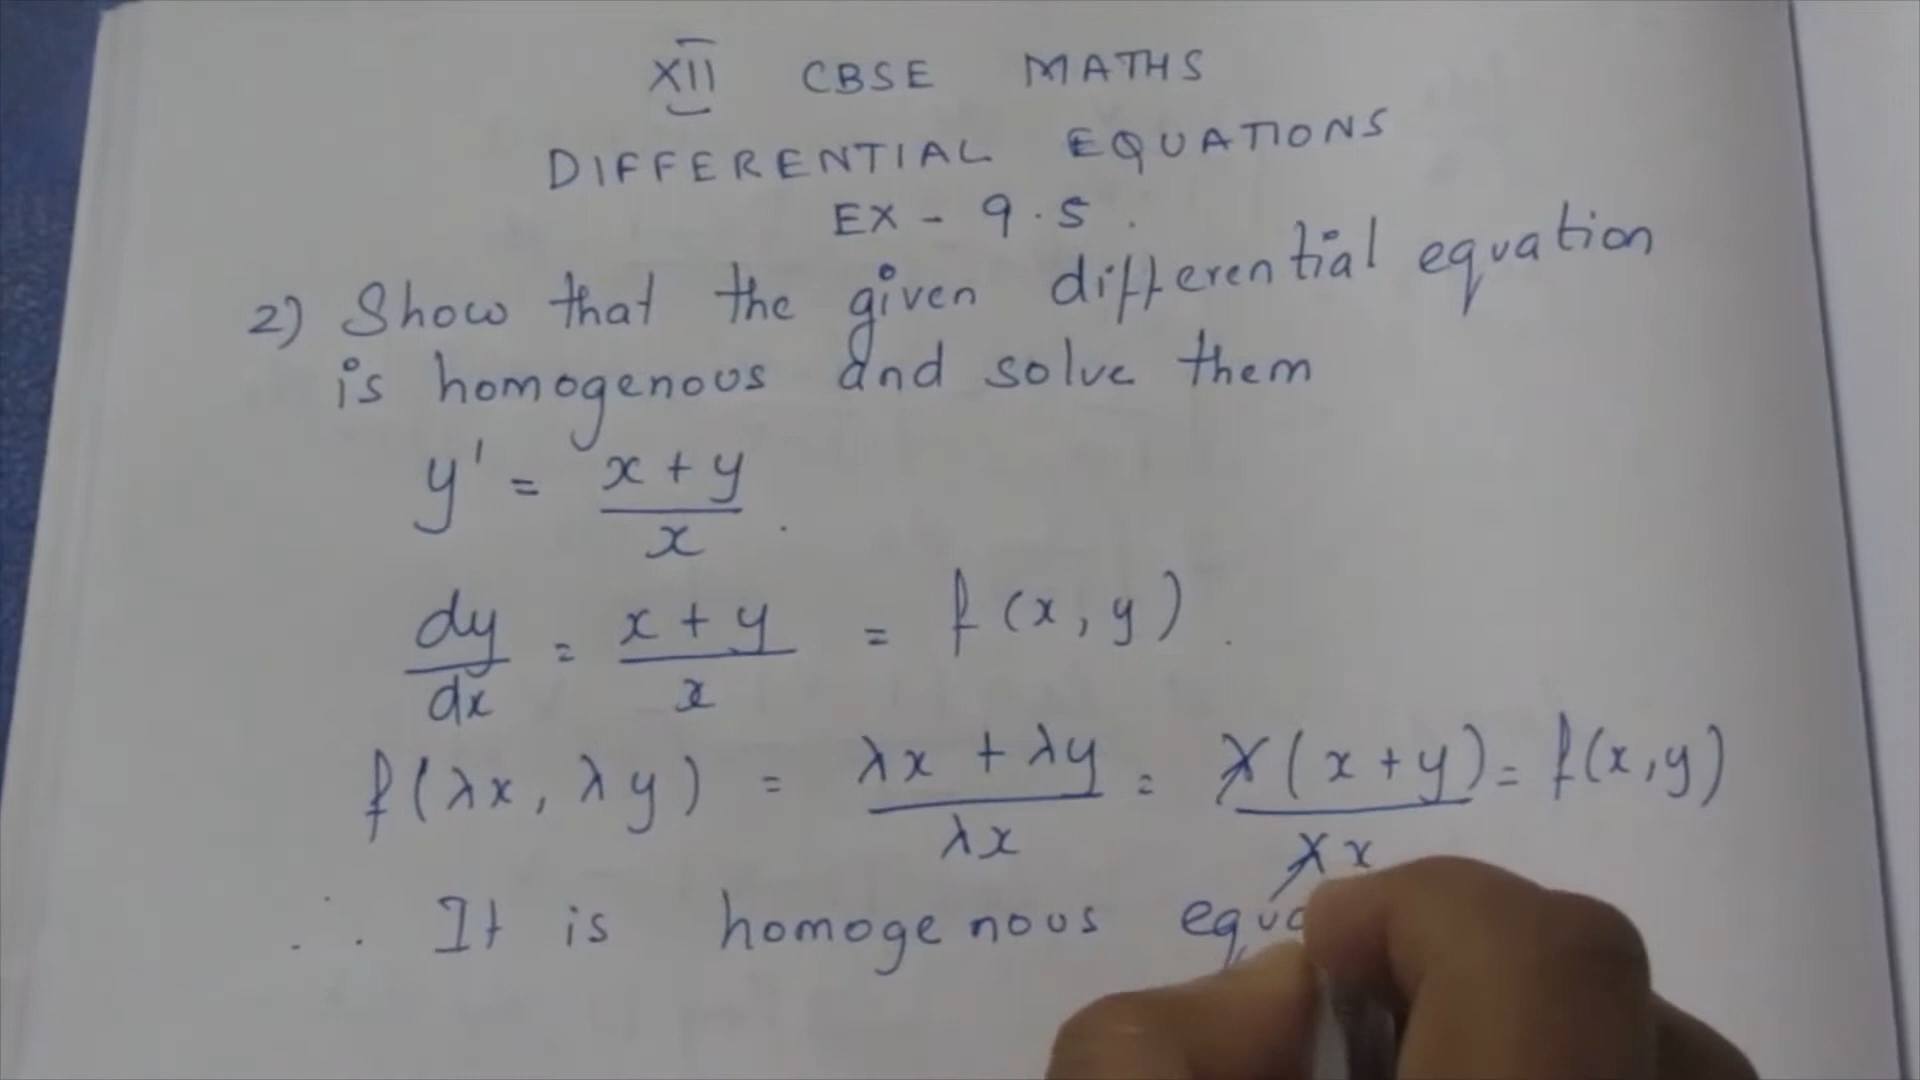 XII CBSE MATHS
DIFFERENTIAL EQUATIONS
EX - 9.5.
2) Show that the given differential equation
is homogenous and solve them
y' = x + y / x.
dy/dx = x + y / x = f(x, y).
f(λx, λy) = λx + λy / λx = λ(x + y) / λx = f(x, y)
∴ It is homogenous